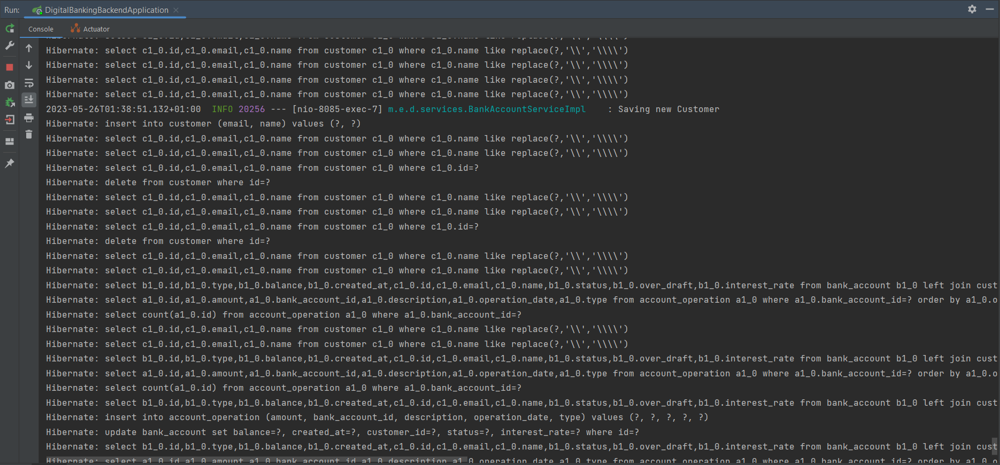 Run: DigitalBankingBackendApplication
Console Actuator
Hibernate: select c1_0.id,c1_0.email,c1_0.name from customer c1_0 where c1_0.name like replace(?,'\\','\\\\')
Hibernate: select c1_0.id,c1_0.email,c1_0.name from customer c1_0 where c1_0.name like replace(?,'\\','\\\\')
Hibernate: select c1_0.id,c1_0.email,c1_0.name from customer c1_0 where c1_0.name like replace(?,'\\','\\\\')
Hibernate: select c1_0.id,c1_0.email,c1_0.name from customer c1_0 where c1_0.name like replace(?,'\\','\\\\')
Hibernate: select c1_0.id,c1_0.email,c1_0.name from customer c1_0 where c1_0.name like replace(?,'\\','\\\\')
2023-05-26T01:38:51.132+01:00  INFO 20256 --- [nio-8085-exec-7] m.e.d.services.BankAccountServiceImpl    : Saving new Customer
Hibernate: insert into customer (email, name) values (?, ?)
Hibernate: select c1_0.id,c1_0.email,c1_0.name from customer c1_0 where c1_0.name like replace(?,'\\','\\\\')
Hibernate: select c1_0.id,c1_0.email,c1_0.name from customer c1_0 where c1_0.name like replace(?,'\\','\\\\')
Hibernate: select c1_0.id,c1_0.email,c1_0.name from customer c1_0 where c1_0.id=?
Hibernate: delete from customer where id=?
Hibernate: select c1_0.id,c1_0.email,c1_0.name from customer c1_0 where c1_0.name like replace(?,'\\','\\\\')
Hibernate: select c1_0.id,c1_0.email,c1_0.name from customer c1_0 where c1_0.name like replace(?,'\\','\\\\')
Hibernate: select c1_0.id,c1_0.email,c1_0.name from customer c1_0 where c1_0.id=?
Hibernate: delete from customer where id=?
Hibernate: select c1_0.id,c1_0.email,c1_0.name from customer c1_0 where c1_0.name like replace(?,'\\','\\\\')
Hibernate: select c1_0.id,c1_0.email,c1_0.name from customer c1_0 where c1_0.name like replace(?,'\\','\\\\')
Hibernate: select b1_0.id,b1_0.type,b1_0.balance,b1_0.created_at,c1_0.id,c1_0.email,c1_0.name,b1_0.status,b1_0.over_draft,b1_0.interest_rate from bank_account b1_0 left join cust
Hibernate: select a1_0.id,a1_0.amount,a1_0.bank_account_id,a1_0.description,a1_0.operation_date,a1_0.type from account_operation a1_0 where a1_0.bank_account_id=? order by a1_0.o
Hibernate: select count(a1_0.id) from account_operation a1_0 where a1_0.bank_account_id=?
Hibernate: select c1_0.id,c1_0.email,c1_0.name from customer c1_0 where c1_0.name like replace(?,'\\','\\\\')
Hibernate: select c1_0.id,c1_0.email,c1_0.name from customer c1_0 where c1_0.name like replace(?,'\\','\\\\')
Hibernate: select b1_0.id,b1_0.type,b1_0.balance,b1_0.created_at,c1_0.id,c1_0.email,c1_0.name,b1_0.status,b1_0.over_draft,b1_0.interest_rate from bank_account b1_0 left join cust
Hibernate: select a1_0.id,a1_0.amount,a1_0.bank_account_id,a1_0.description,a1_0.operation_date,a1_0.type from account_operation a1_0 where a1_0.bank_account_id=? order by a1_0.o
Hibernate: select count(a1_0.id) from account_operation a1_0 where a1_0.bank_account_id=?
Hibernate: select b1_0.id,b1_0.type,b1_0.balance,b1_0.created_at,c1_0.id,c1_0.email,c1_0.name,b1_0.status,b1_0.over_draft,b1_0.interest_rate from bank_account b1_0 left join cust
Hibernate: insert into account_operation (amount, bank_account_id, description, operation_date, type) values (?, ?, ?, ?, ?)
Hibernate: update bank_account set balance=?, created_at=?, customer_id=?, status=?, interest_rate=? where id=?
Hibernate: select b1_0.id,b1_0.type,b1_0.balance,b1_0.created_at,c1_0.id,c1_0.email,c1_0.name,b1_0.status,b1_0.over_draft,b1_0.interest_rate from bank_account b1_0 left join cust
Hibernate: select a1_0.id,a1_0.amount,a1_0.bank_account_id,a1_0.description,a1_0.operation_date,a1_0.type from account_operation a1_0 where a1_0.bank_account_id=? order by a1_0.o